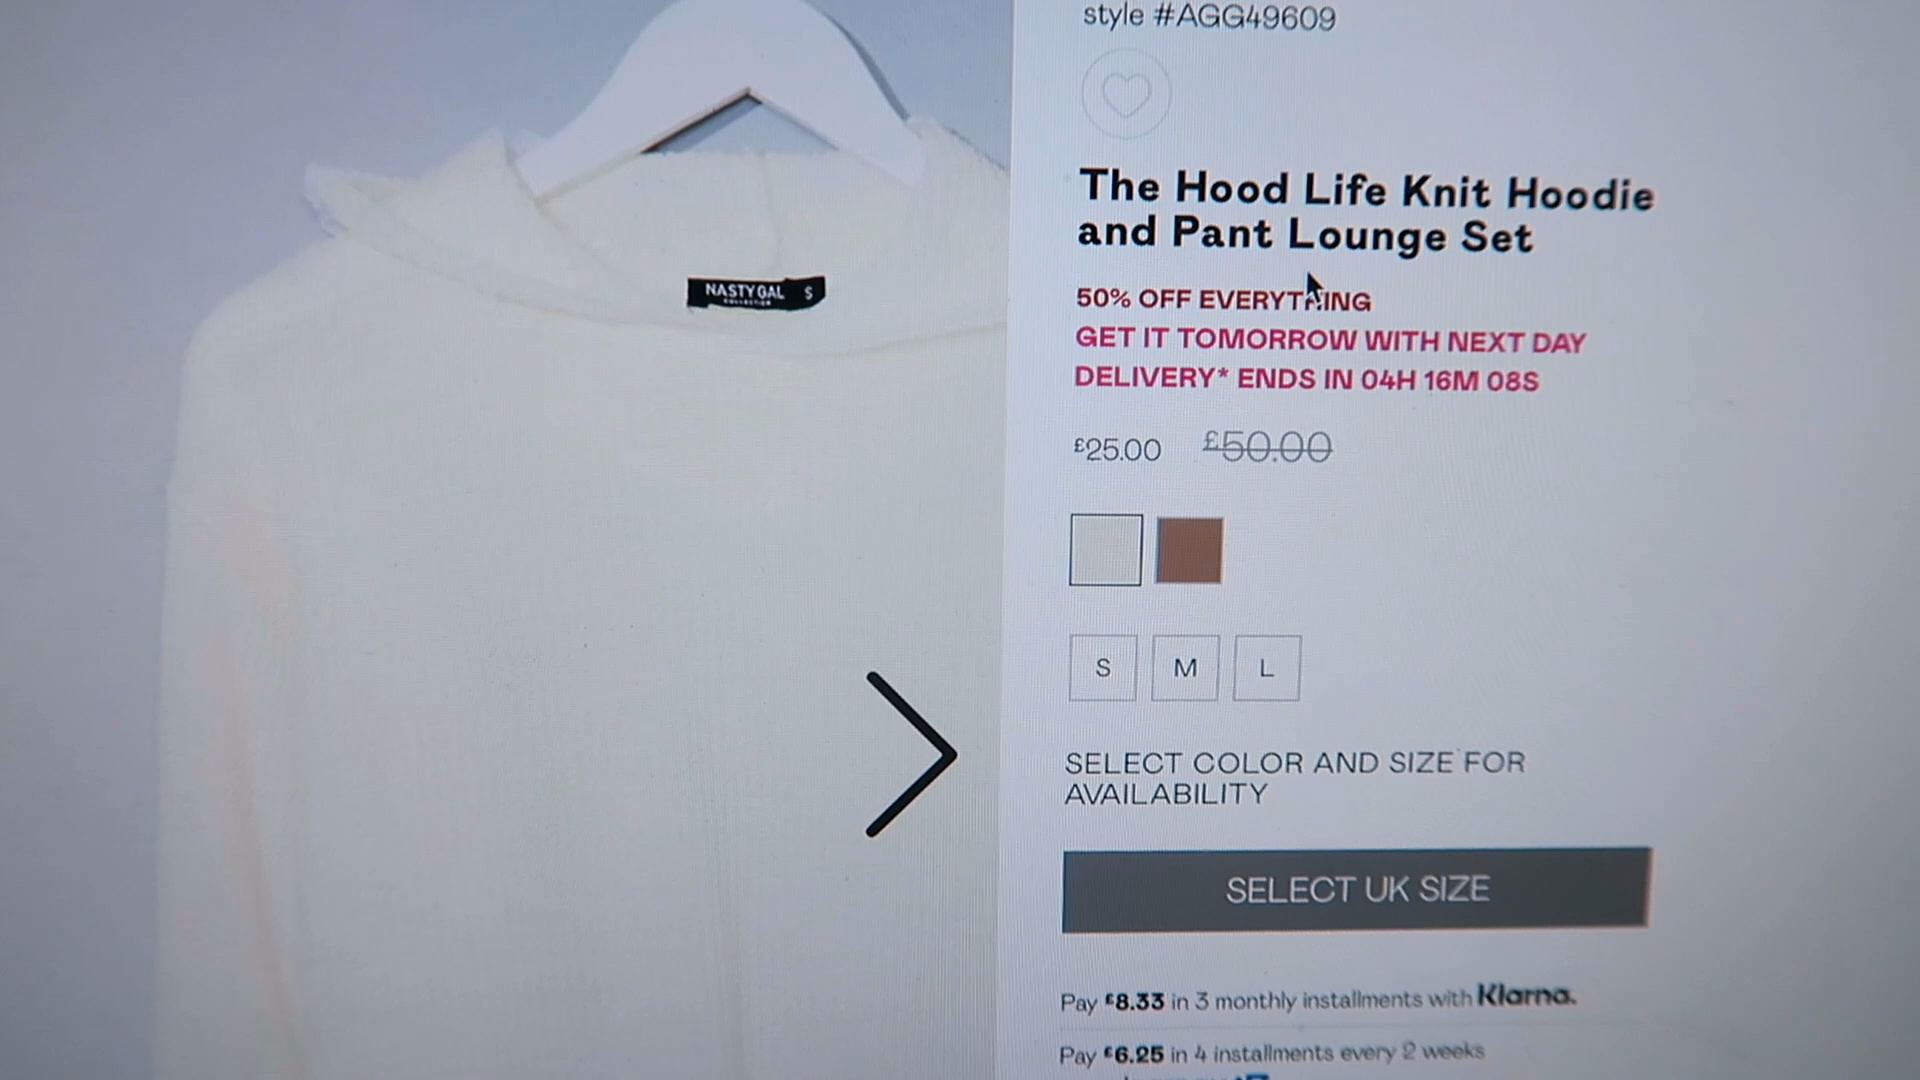 style #AGG49609
NASTY GAL S
COLLECTION
The Hood Life Knit Hoodie
and Pant Lounge Set
50% OFF EVERYTHING
GET IT TOMORROW WITH NEXT DAY
DELIVERY* ENDS IN 04H 16M 08S
£25.00 £50.00
S M L
SELECT COLOR AND SIZE FOR
AVAILABILITY
SELECT UK SIZE
Pay £8.33 in 3 monthly installments with Klarna.
Pay £6.25 in 4 installments every 2 weeks